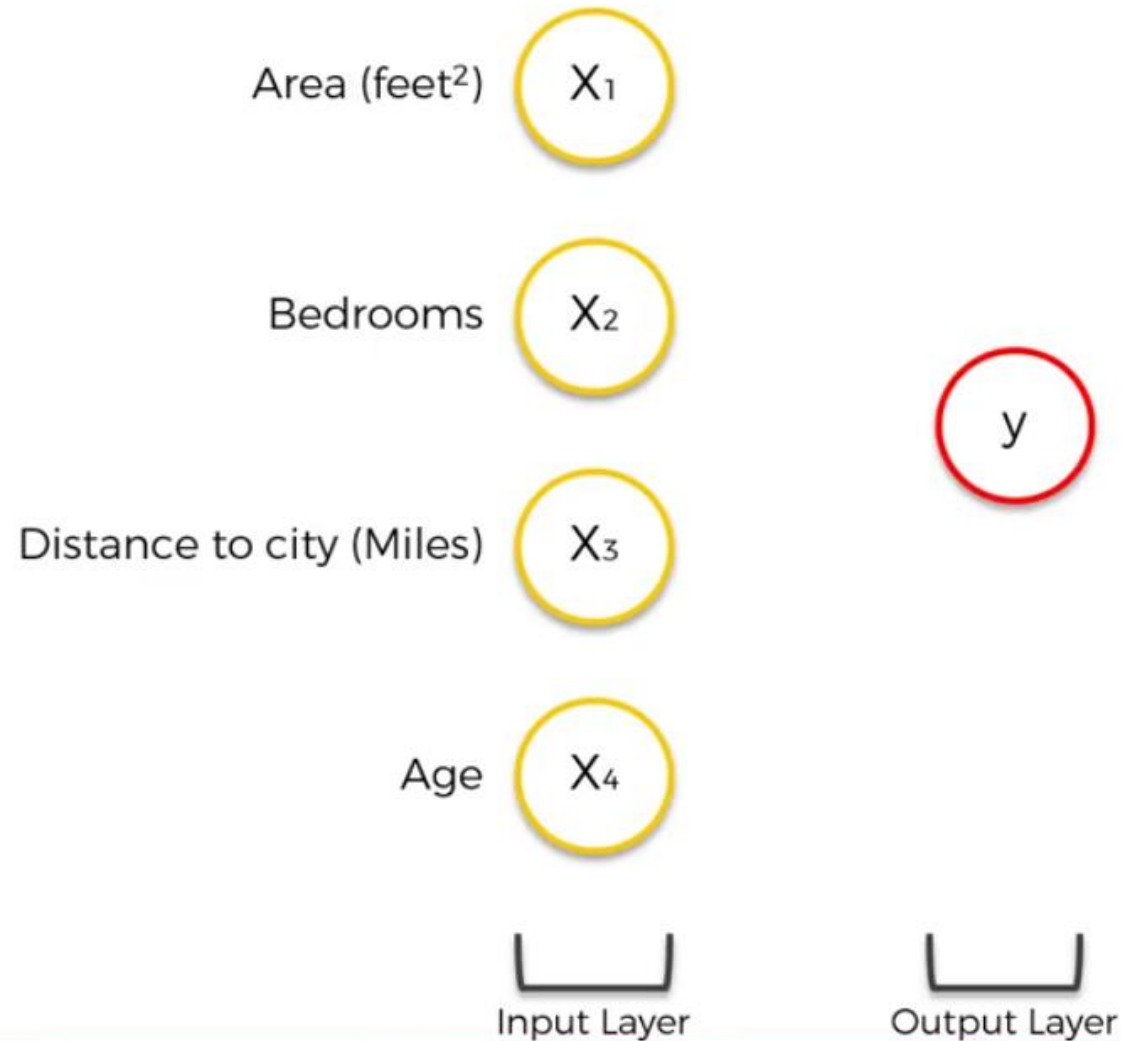 Area (feet²) X₁
Bedrooms X₂
y
Distance to city (Miles) X₃
Age X₄
Input Layer Output Layer